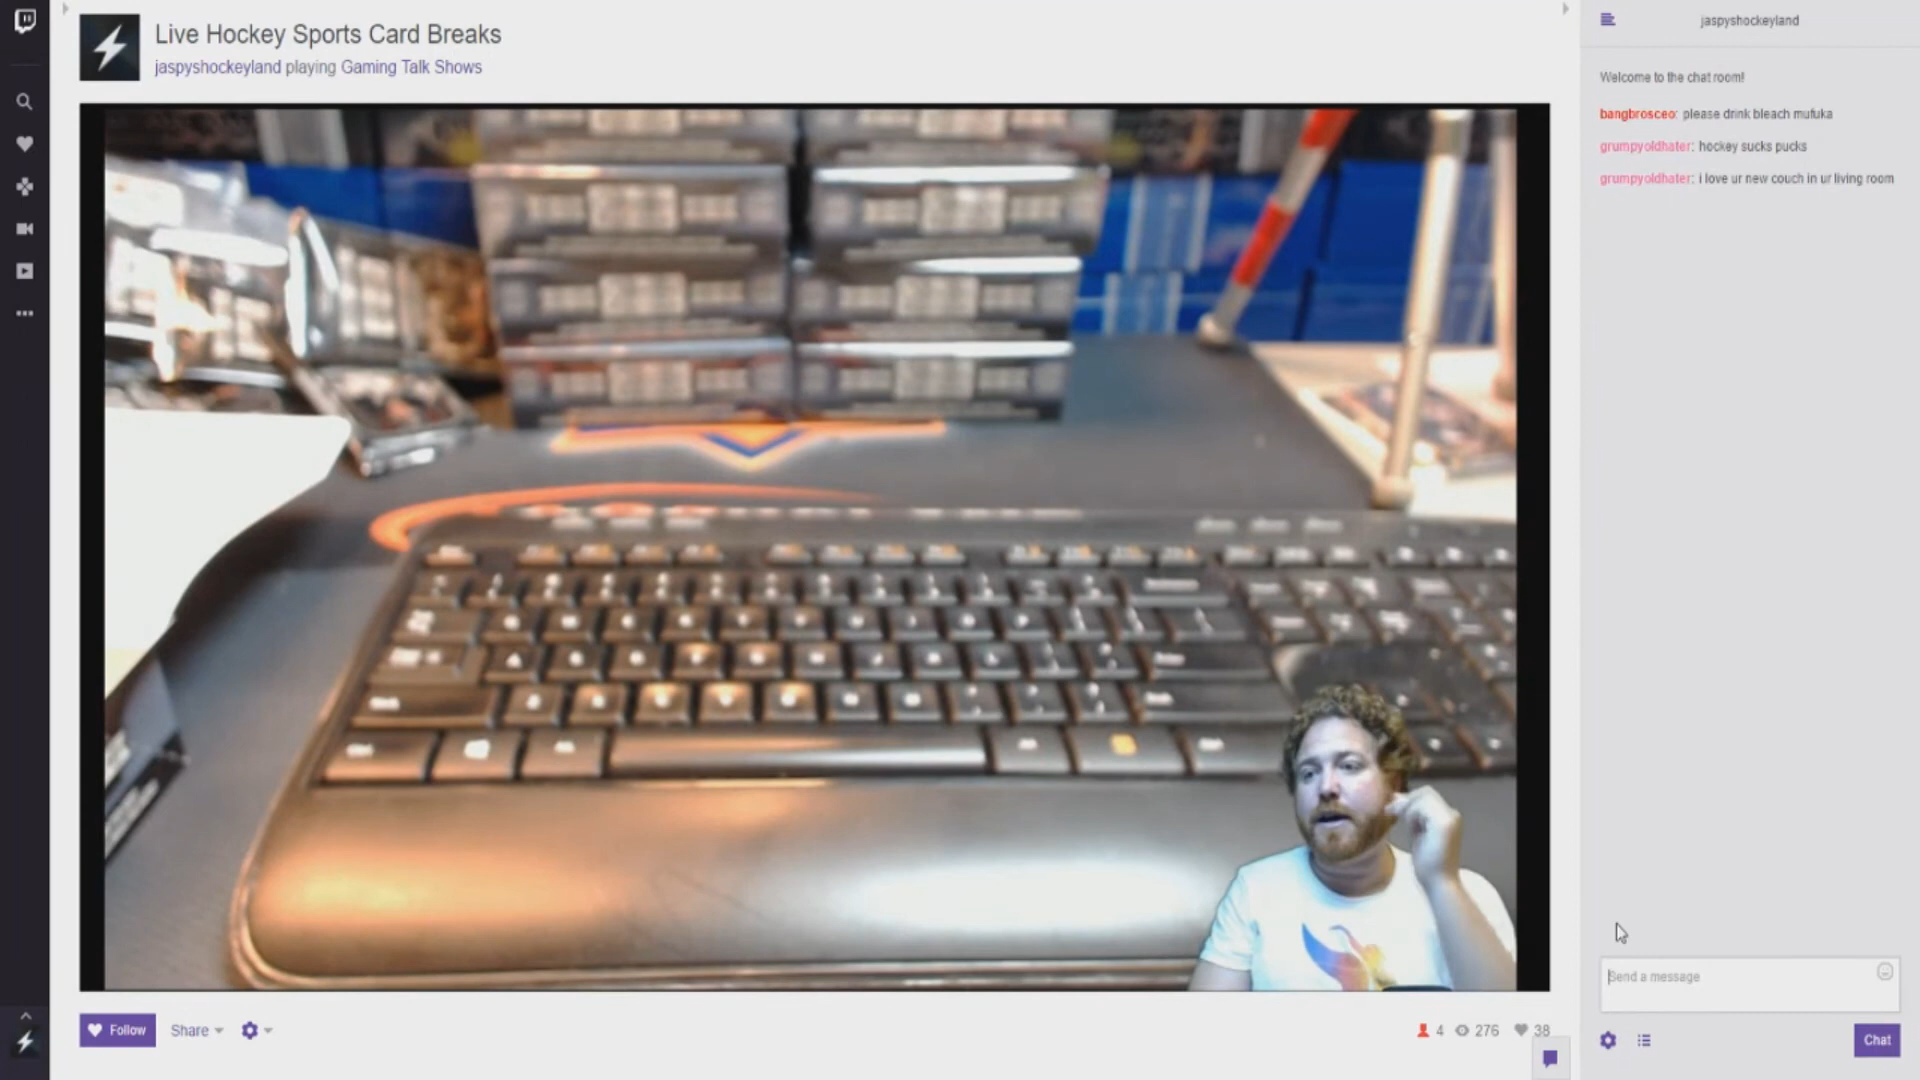 Live Hockey Sports Card Breaks
jaspyshockeyland playing Gaming Talk Shows
jaspyshockeyland
Welcome to the chat room!
bangbrosceo: please drink bleach mufuka
grumpyoldhater: hockey sucks pucks
grumpyoldhater: i love ur new couch in ur living room
Send a message
Follow
Share
4
276
38
Chat